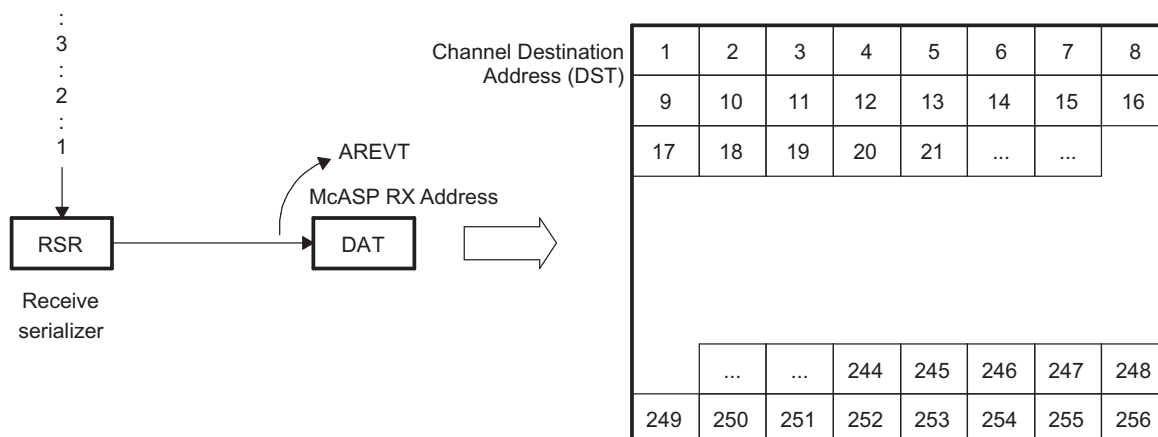 :
3
:
2
:
1
RSR
Receive
serializer
AREVT
McASP RX Address
DAT
Channel Destination
Address (DST)
1 2 3 4 5 6 7 8
9 10 11 12 13 14 15 16
17 18 19 20 21 ... ...
... ... 244 245 246 247 248
249 250 251 252 253 254 255 256